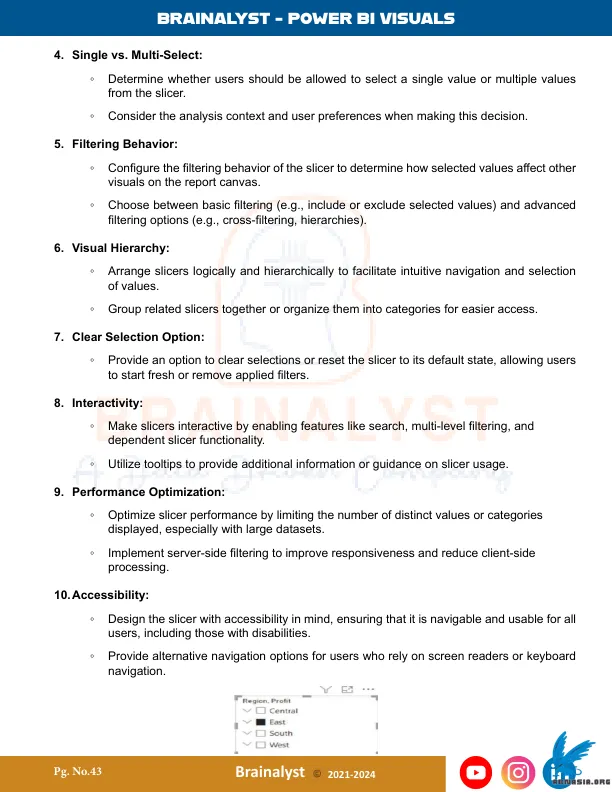 BRAINALYST - POWER BI VISUALS
4. Single vs. Multi-Select:
◦ Determine whether users should be allowed to select a single value or multiple values
from the slicer.
◦ Consider the analysis context and user preferences when making this decision.
5. Filtering Behavior:
◦ Configure the filtering behavior of the slicer to determine how selected values affect other
visuals on the report canvas.
◦ Choose between basic filtering (e.g., include or exclude selected values) and advanced
filtering options (e.g., cross-filtering, hierarchies).
6. Visual Hierarchy:
◦ Arrange slicers logically and hierarchically to facilitate intuitive navigation and selection
of values.
◦ Group related slicers together or organize them into categories for easier access.
7. Clear Selection Option:
◦ Provide an option to clear selections or reset the slicer to its default state, allowing users
to start fresh or remove applied filters.
8. Interactivity:
◦ Make slicers interactive by enabling features like search, multi-level filtering, and
dependent slicer functionality.
BRAINALYST
◦ Utilize tooltips to provide additional information or guidance on slicer usage.
A Data Driven Company
9. Performance Optimization:
◦ Optimize slicer performance by limiting the number of distinct values or categories
displayed, especially with large datasets.
◦ Implement server-side filtering to improve responsiveness and reduce client-side
processing.
10. Accessibility:
◦ Design the slicer with accessibility in mind, ensuring that it is navigable and usable for all
users, including those with disabilities.
◦ Provide alternative navigation options for users who rely on screen readers or keyboard
navigation.
Region, Profit
Central
East
South
West
Pg. No.43
Brainalyst © 2021-2024
in